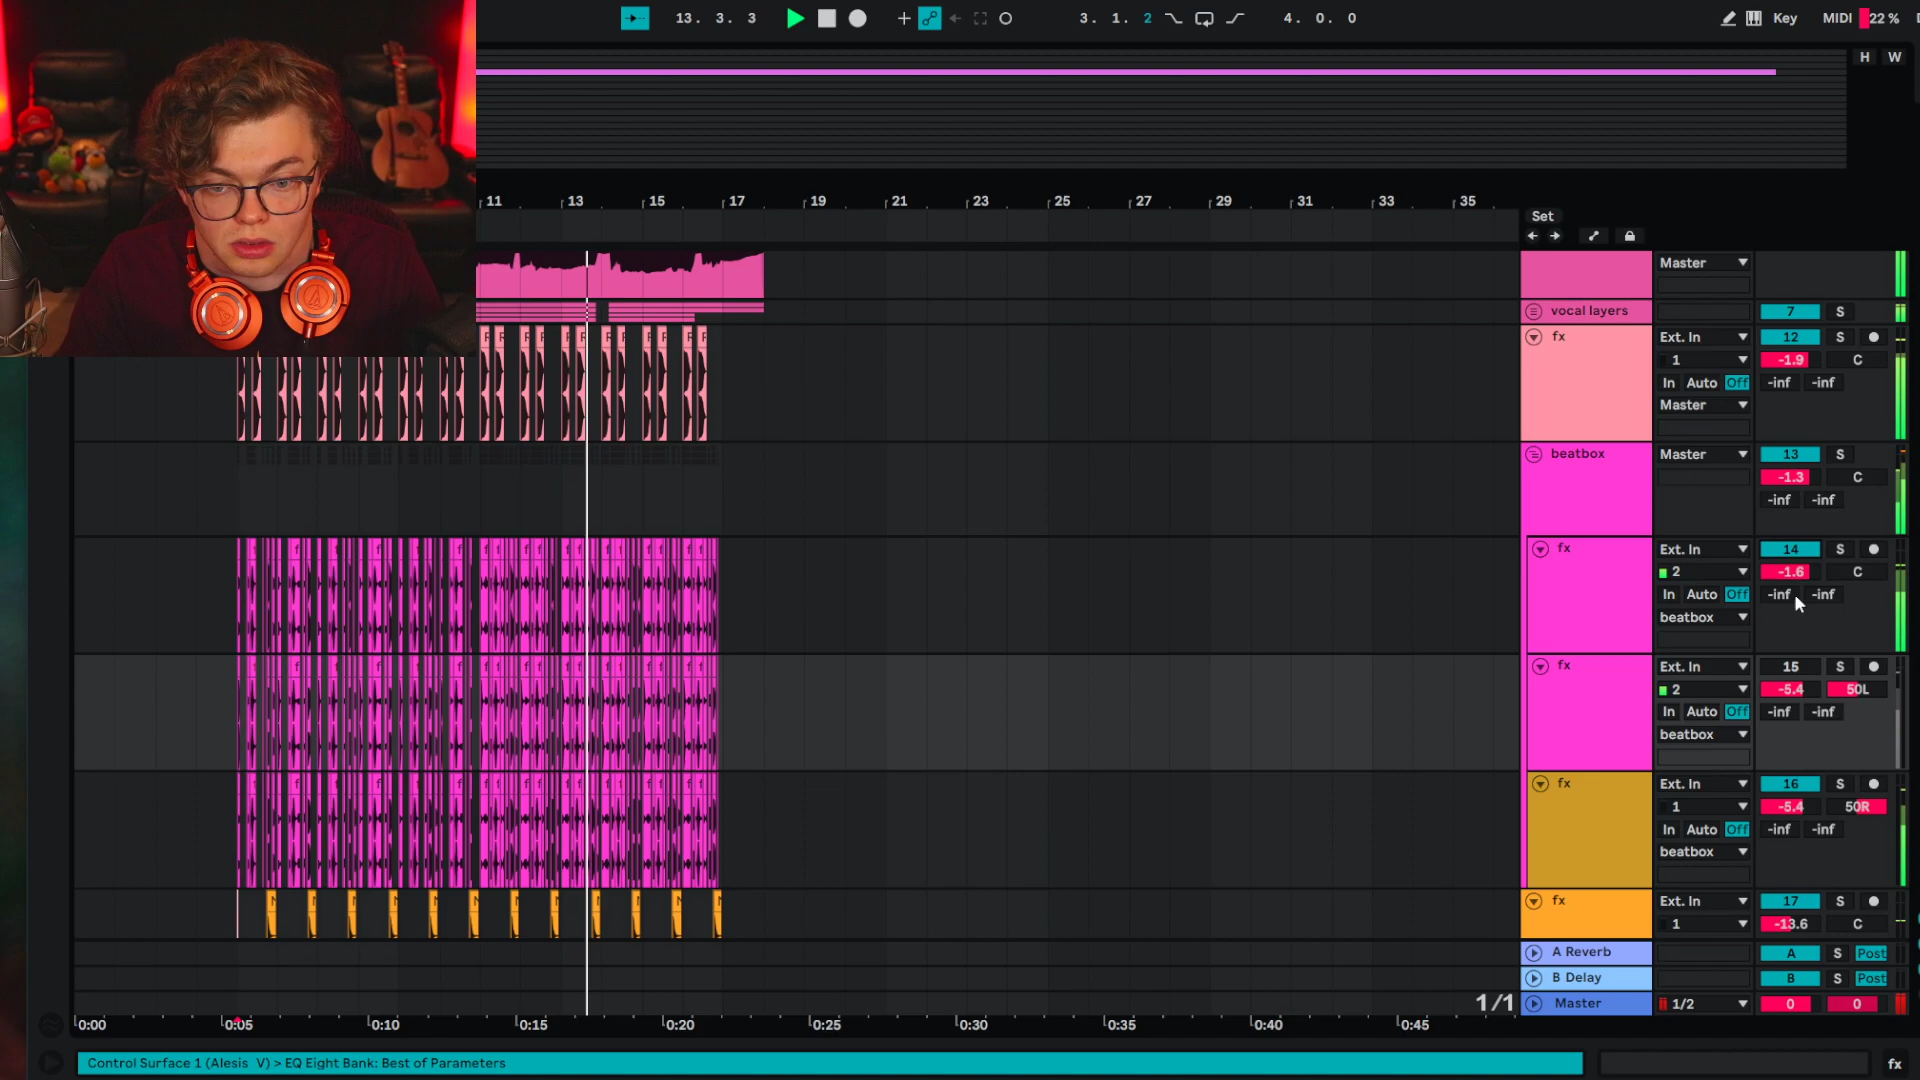 13. 3. 3
3. 1. 2
4. 0. 0
Key
MIDI
22 %
H W
11 13 15 17 19 21 23 25 27 29 31 33 35
Set
Master
vocal layers 7 S
fx Ext. In 12 S
1 -1.9 C
In Auto Off -inf -inf
Master
beatbox Master 13 S
-1.3 C
-inf -inf
fx Ext. In 14 S
2 -1.6 C
In Auto Off -inf -inf
beatbox
fx Ext. In 15 S
2 -5.4 50L
In Auto Off -inf -inf
beatbox
fx Ext. In 16 S
1 -5.4 50R
In Auto Off -inf -inf
beatbox
fx Ext. In 17 S
1 -13.6 C
A Reverb A S Post
B Delay B S Post
1/1 Master 1/2 0 0
0:00 0:05 0:10 0:15 0:20 0:25 0:30 0:35 0:40 0:45
Control Surface 1 (Alesis V) > EQ Eight Bank: Best of Parameters
fx